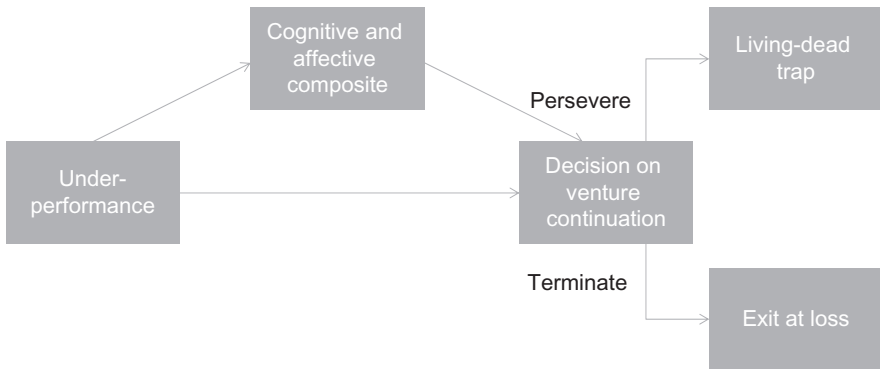 Cognitive and
affective
composite
Living-dead
trap
Persevere
Under-
performance
Decision on
venture
continuation
Terminate
Exit at loss